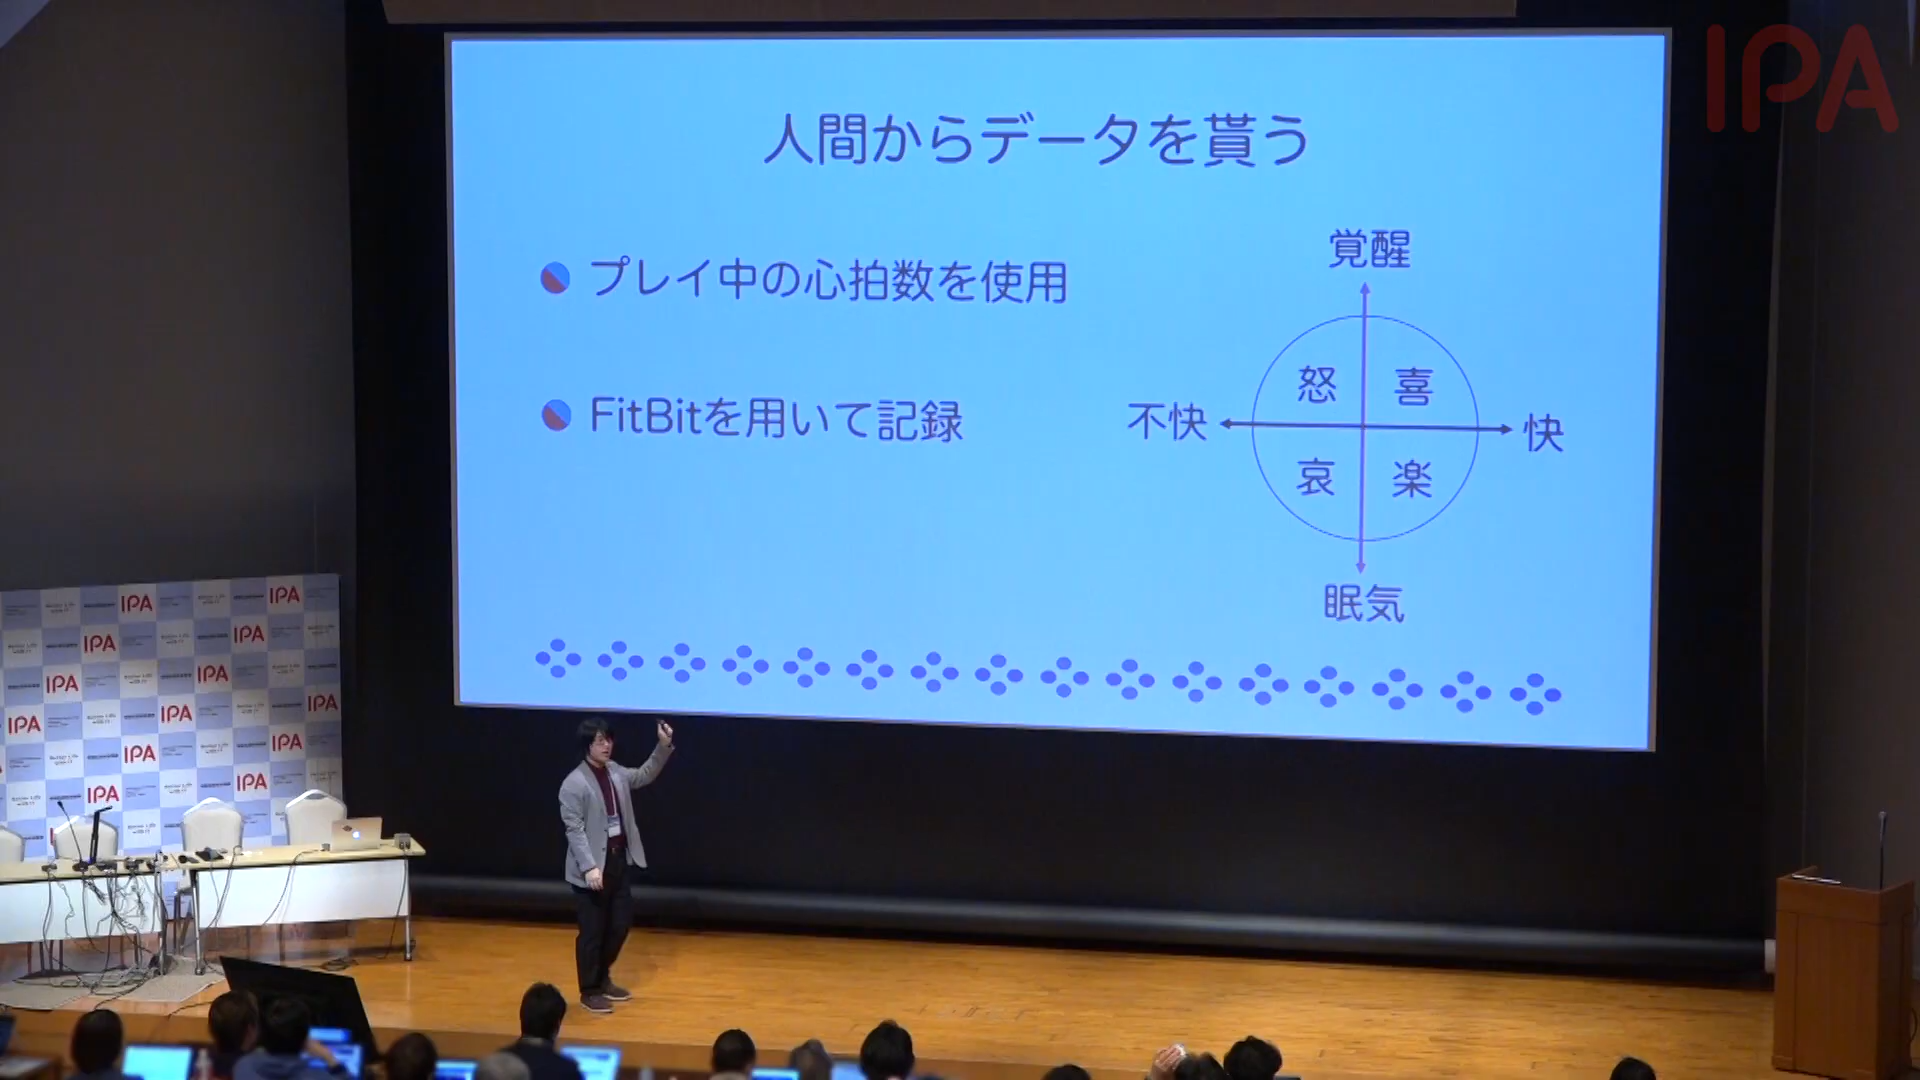 IPA
人間からデータを貰う
プレイ中の心拍数を使用
FitBitを用いて記録
覚醒
怒 喜
不快 快
哀 楽
眠気
IPA IPA
IPA IPA
IPA IPA
IPA IPA IPA
IPA IPA
IPA IPA